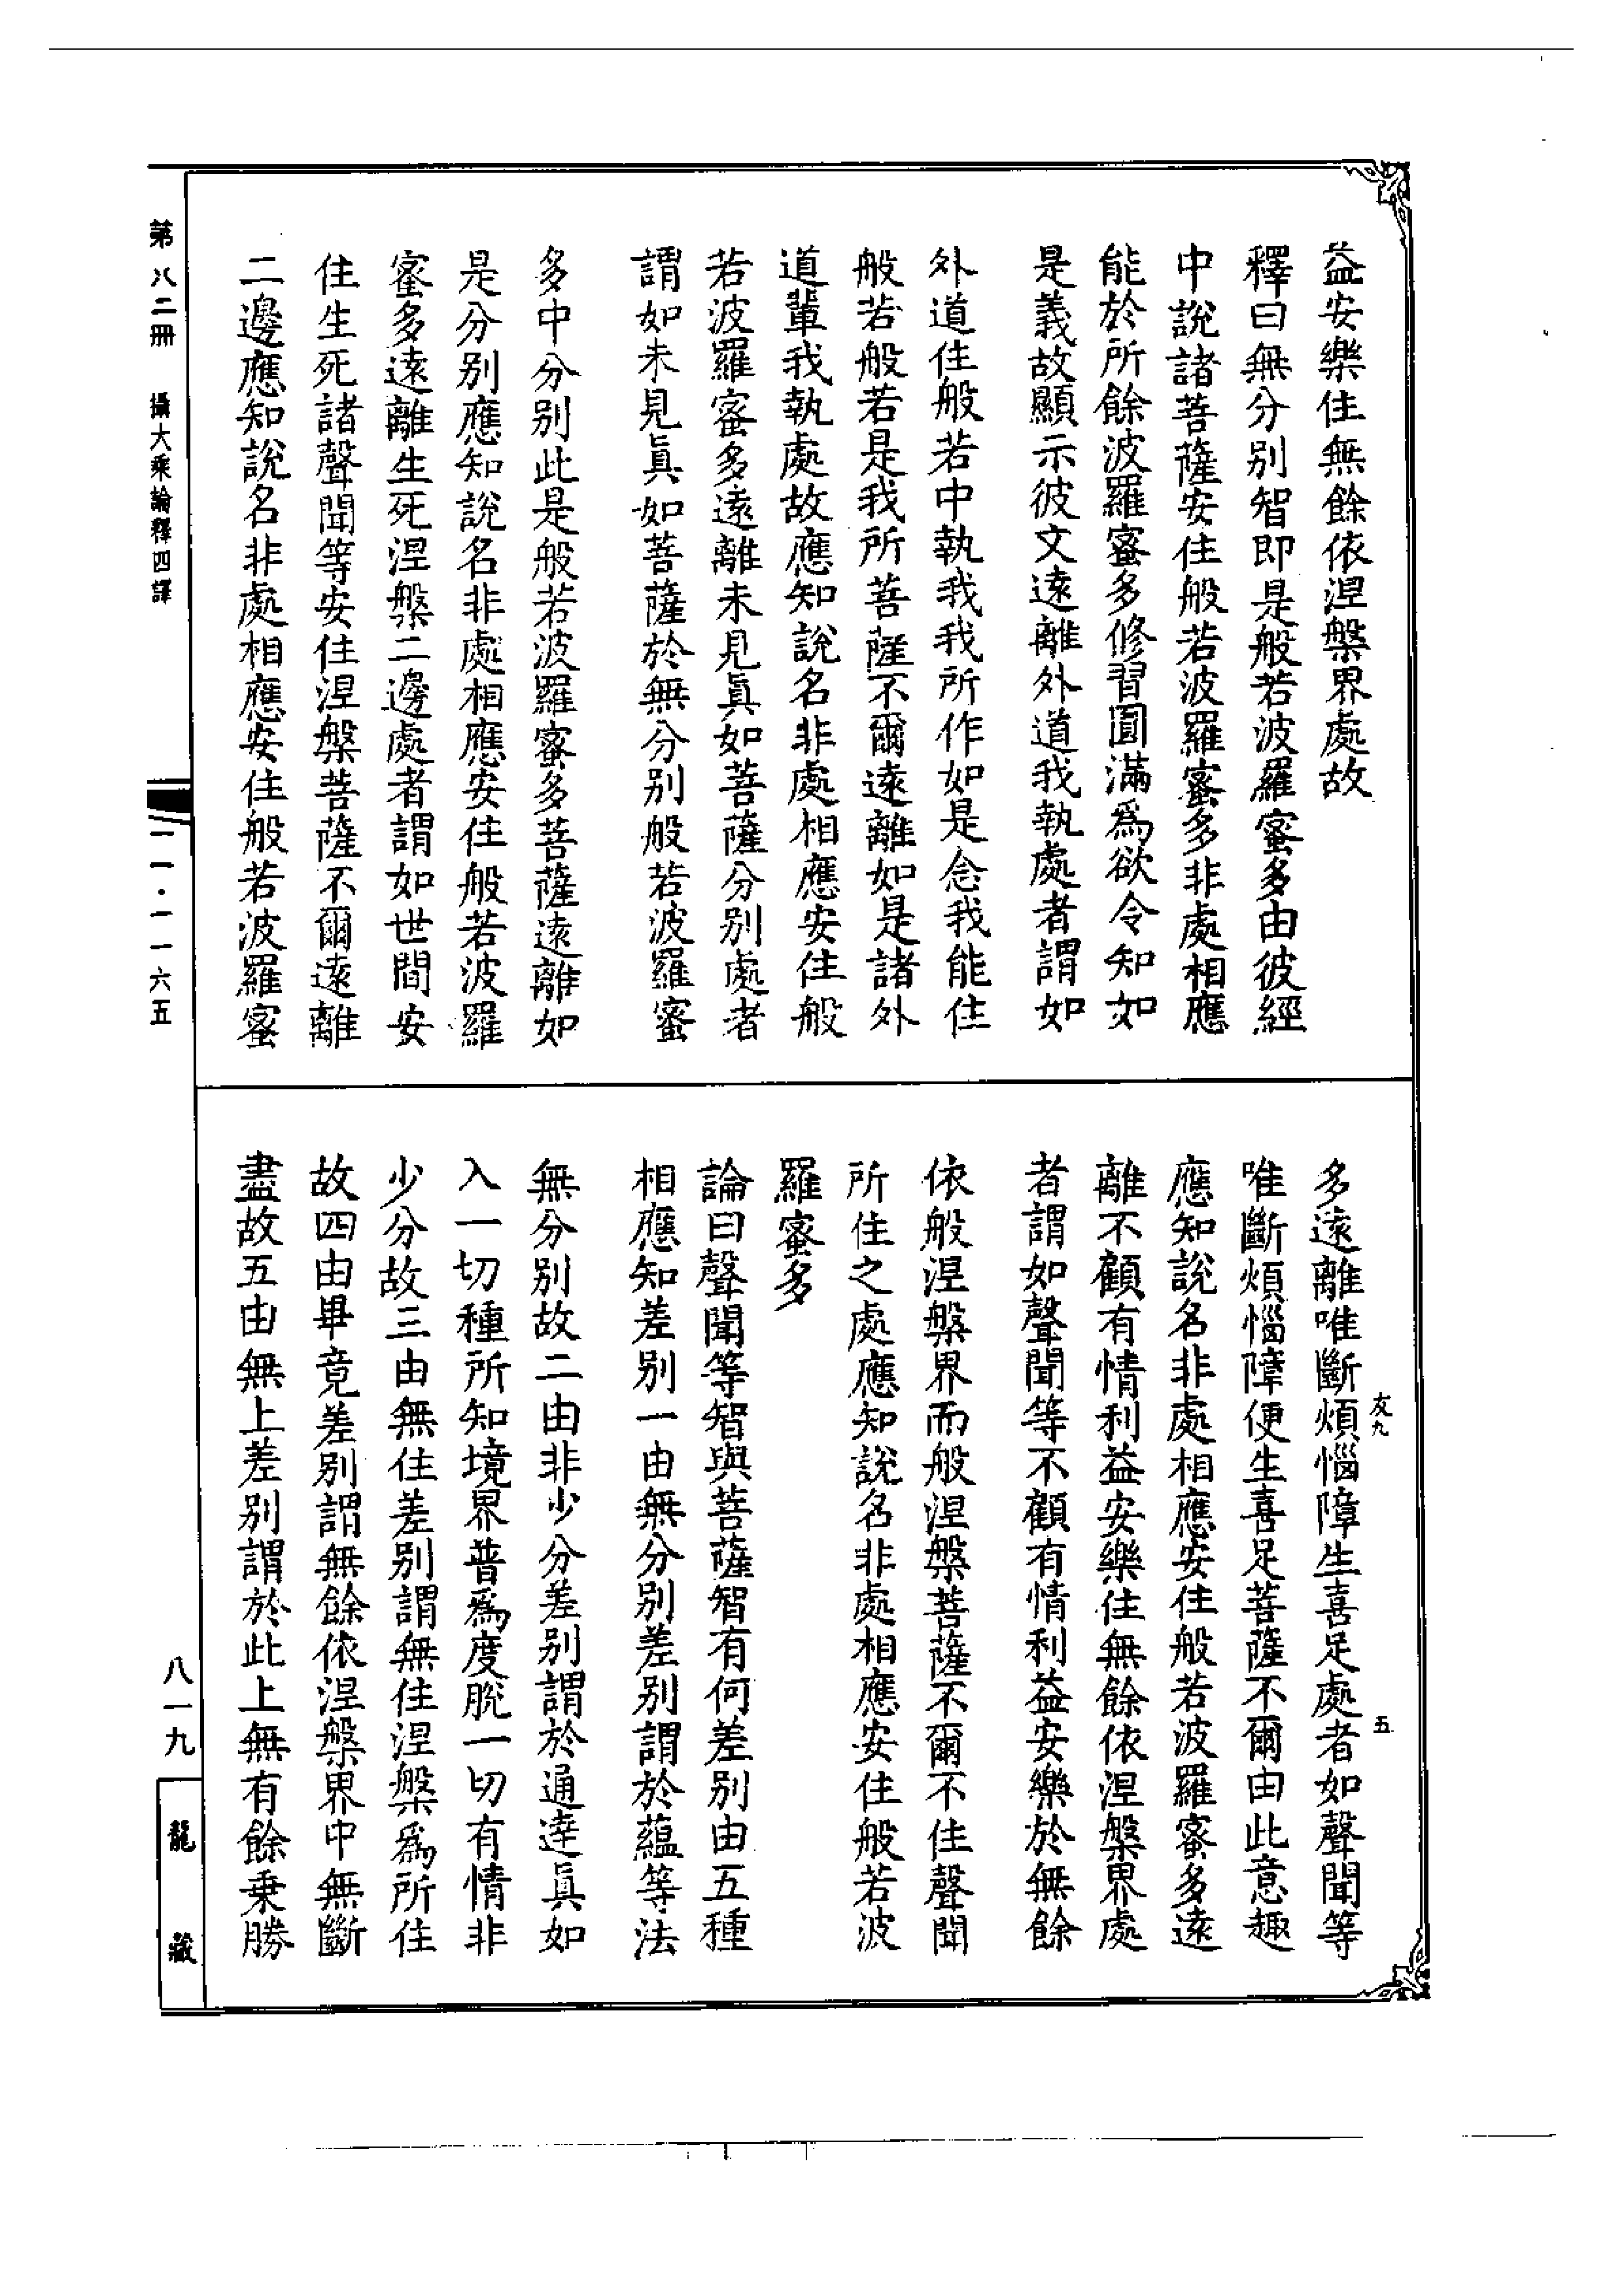 益安樂住無餘依涅槃界處故
釋曰無分別智即是般若波羅蜜多由彼經
中說諸菩薩安住般若波羅蜜多非處相應
能於所餘波羅蜜多修習圓滿爲欲令知如
是義故顯示彼文遠離外道我執處者謂如
外道住般若中執我我所作如是念我能住
般若般若是我所菩薩不爾遠離如是諸外
道輩我執處故應知說名非處相應安住般
若波羅蜜多遠離未見眞如菩薩分別處者
謂如未見眞如菩薩於無分別般若波羅蜜
多中分別此是般若波羅蜜多菩薩遠離如
是分別應知說名非處相應安住般若波羅
蜜多遠離生死涅槃二邊處者謂如世間安
住生死諸聲聞等安住涅槃菩薩不爾遠離
二邊應知說名非處相應安住般若波羅蜜
多遠離唯斷煩惱障生喜足處者如聲聞等
唯斷煩惱障便生喜足菩薩不爾由此意趣
應知說名非處相應安住般若波羅蜜多遠
離不顧有情利益安樂住無餘依涅槃界處
者謂如聲聞等不顧有情利益安樂於無餘
依般涅槃界而般涅槃菩薩不爾不住聲聞
所住之處應知說名非處相應安住般若波
羅蜜多
論曰聲聞等智與菩薩智有何差別由五種
相應知差別一由無分別差別謂於蘊等法
無分別故二由非少分差別謂於通達眞如
入一切種所知境界普爲度脫一切有情非
少分故三由無住差別謂無住涅槃爲所住
故四由畢竟差別謂無餘依涅槃界中無斷
盡故五由無上差別謂於此上無有餘乘勝
友九
五
第八二冊 攝大乘論釋四譯
一一·一一六五
八一九
龍藏